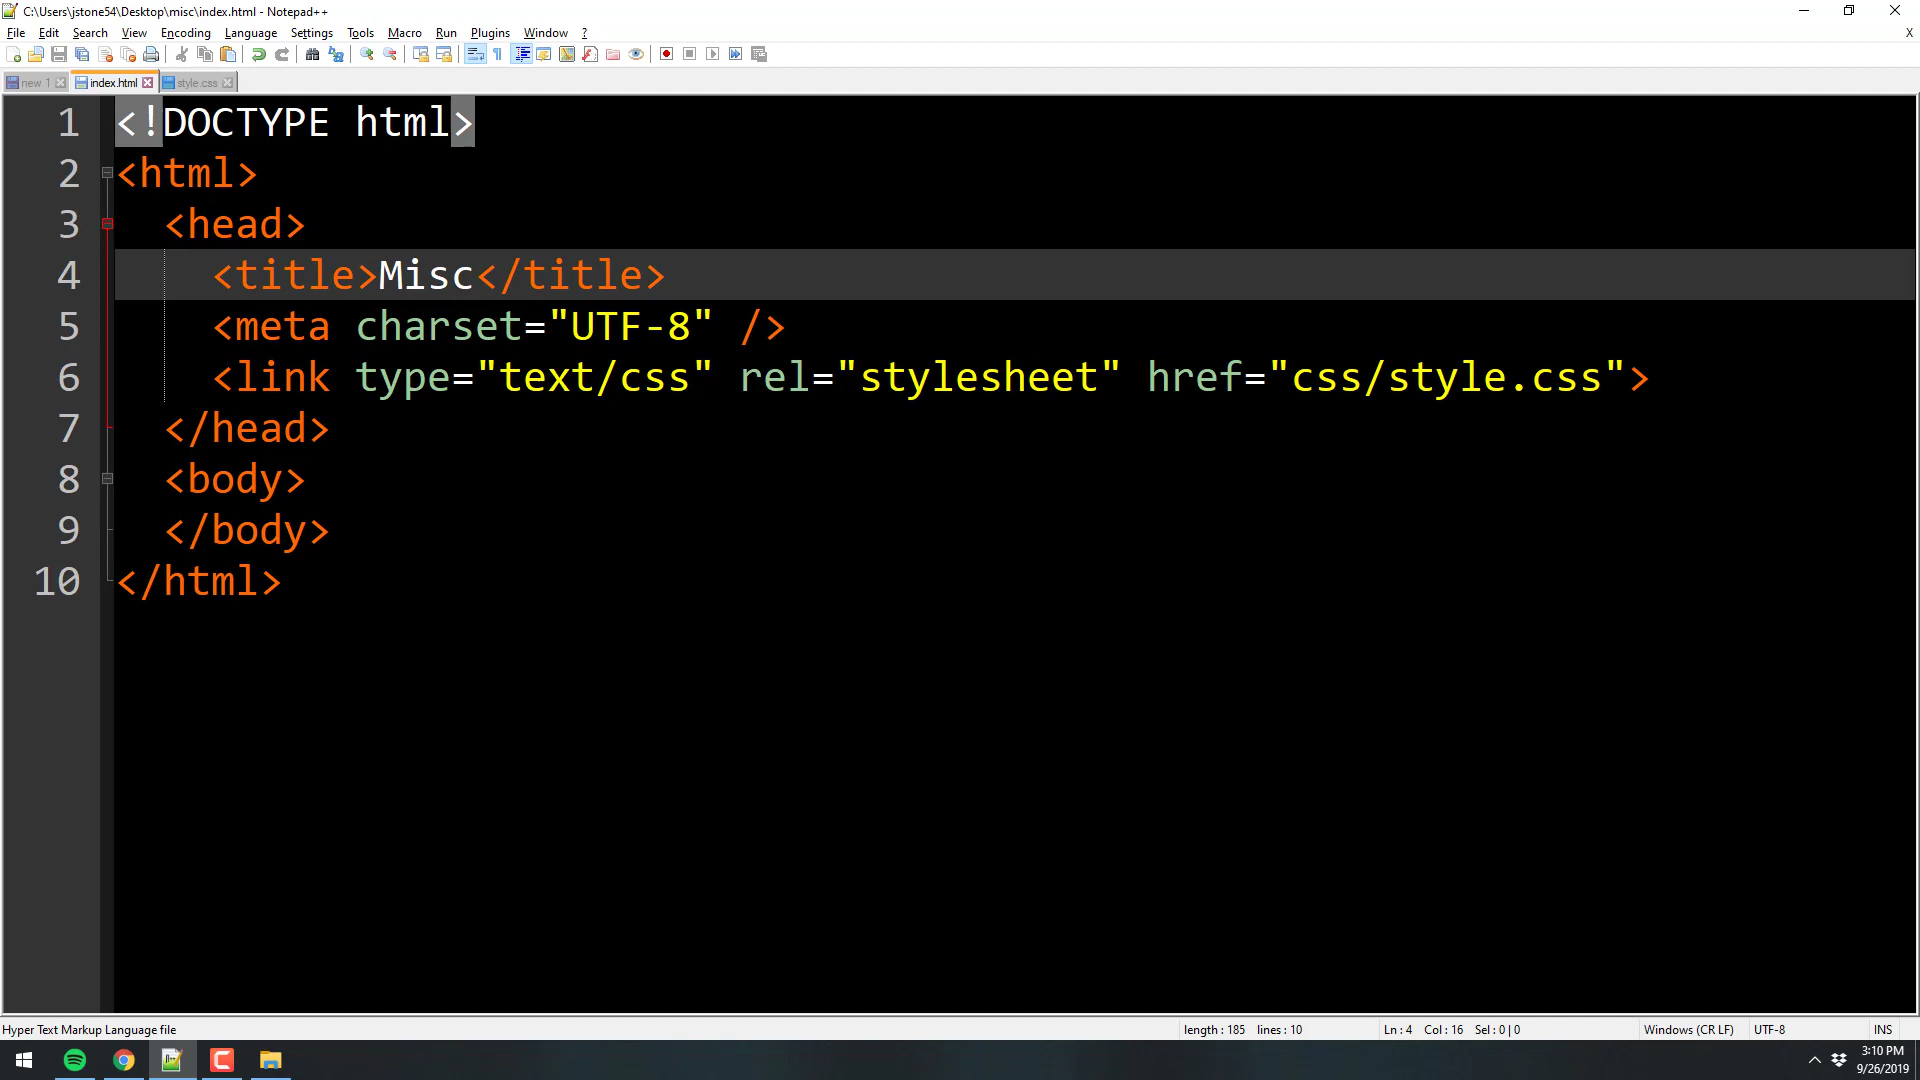 C:\Users\jstone54\Desktop\misc\index.html - Notepad++
File Edit Search View Encoding Language Settings Tools Macro Run Plugins Window ? X
new 1 index.html style.css
1 <!DOCTYPE html>
2 <html>
3 <head>
4 <title>Misc</title>
5 <meta charset="UTF-8" />
6 <link type="text/css" rel="stylesheet" href="css/style.css">
7 </head>
8 <body>
9 </body>
10 </html>
Hyper Text Markup Language file length : 185 lines : 10 Ln : 4 Col : 16 Sel : 0 | 0 Windows (CR LF) UTF-8 INS
3:10 PM
9/26/2019